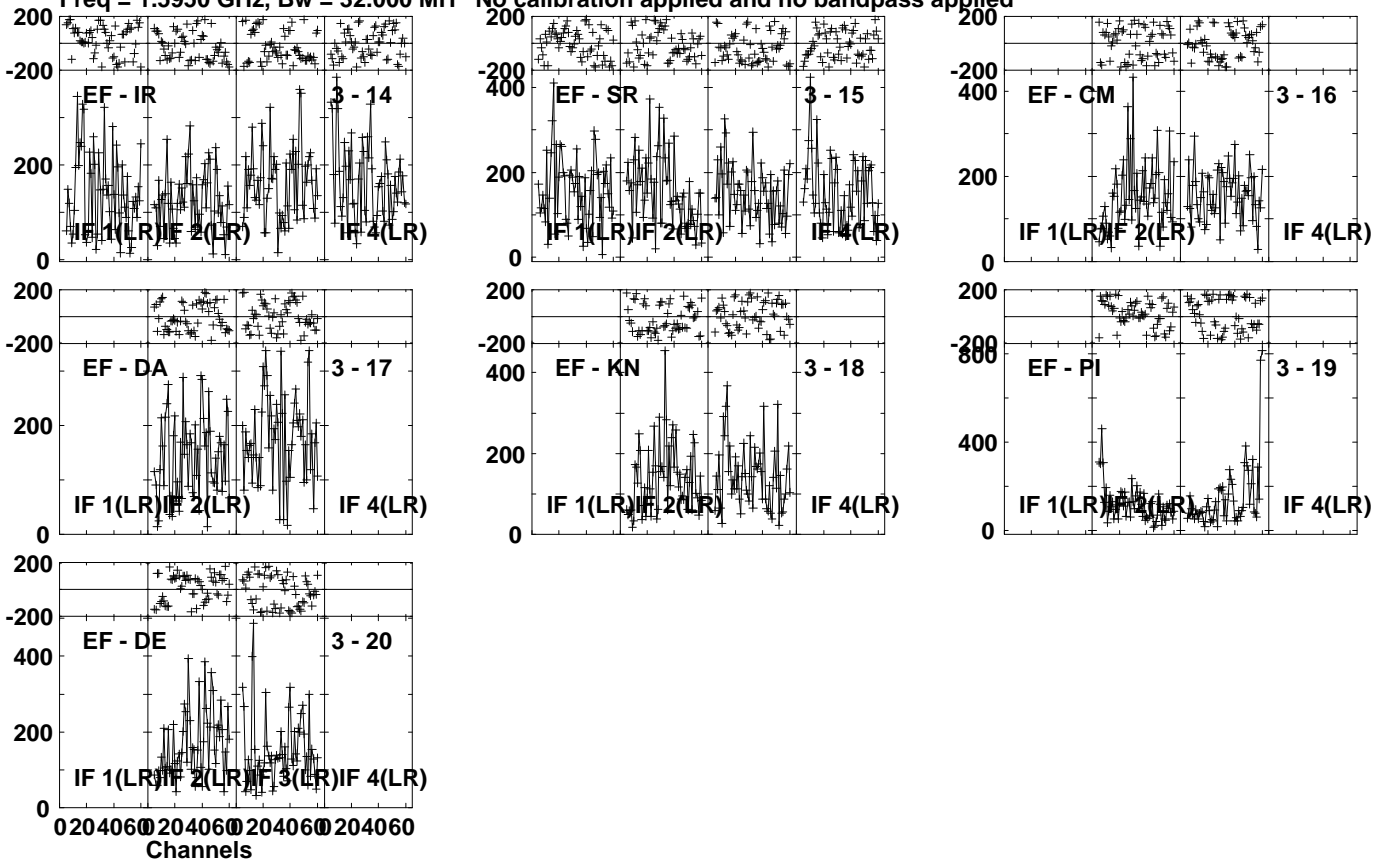 Freq = 1.5950 GHz, Bw = 32.000 MH No calibration applied and no bandpass applied
200
-200
EF - IR 3 - 14
200
0
IF 1(LR) IF 2(LR) IF 4(LR)
-200
400
EF - SR 3 - 15
200
0
IF 1(LR) IF 2(LR) IF 4(LR)
200
-200
400
EF - CM 3 - 16
200
0
IF 1(LR) IF 2(LR) IF 4(LR)
200
-200
EF - DA 3 - 17
200
0
IF 1(LR) IF 2(LR) IF 4(LR)
200
-200
400
EF - KN 3 - 18
200
0
IF 1(LR) IF 2(LR) IF 4(LR)
200
-200
800
EF - PI 3 - 19
400
0
IF 1(LR) IF 2(LR) IF 4(LR)
200
-200
EF - DE 3 - 20
400
200
0
IF 1(LR) IF 2(LR) IF 3(LR) IF 4(LR)
0 20 40 60 0 20 40 60 0 20 40 60 0 20 40 60
Channels